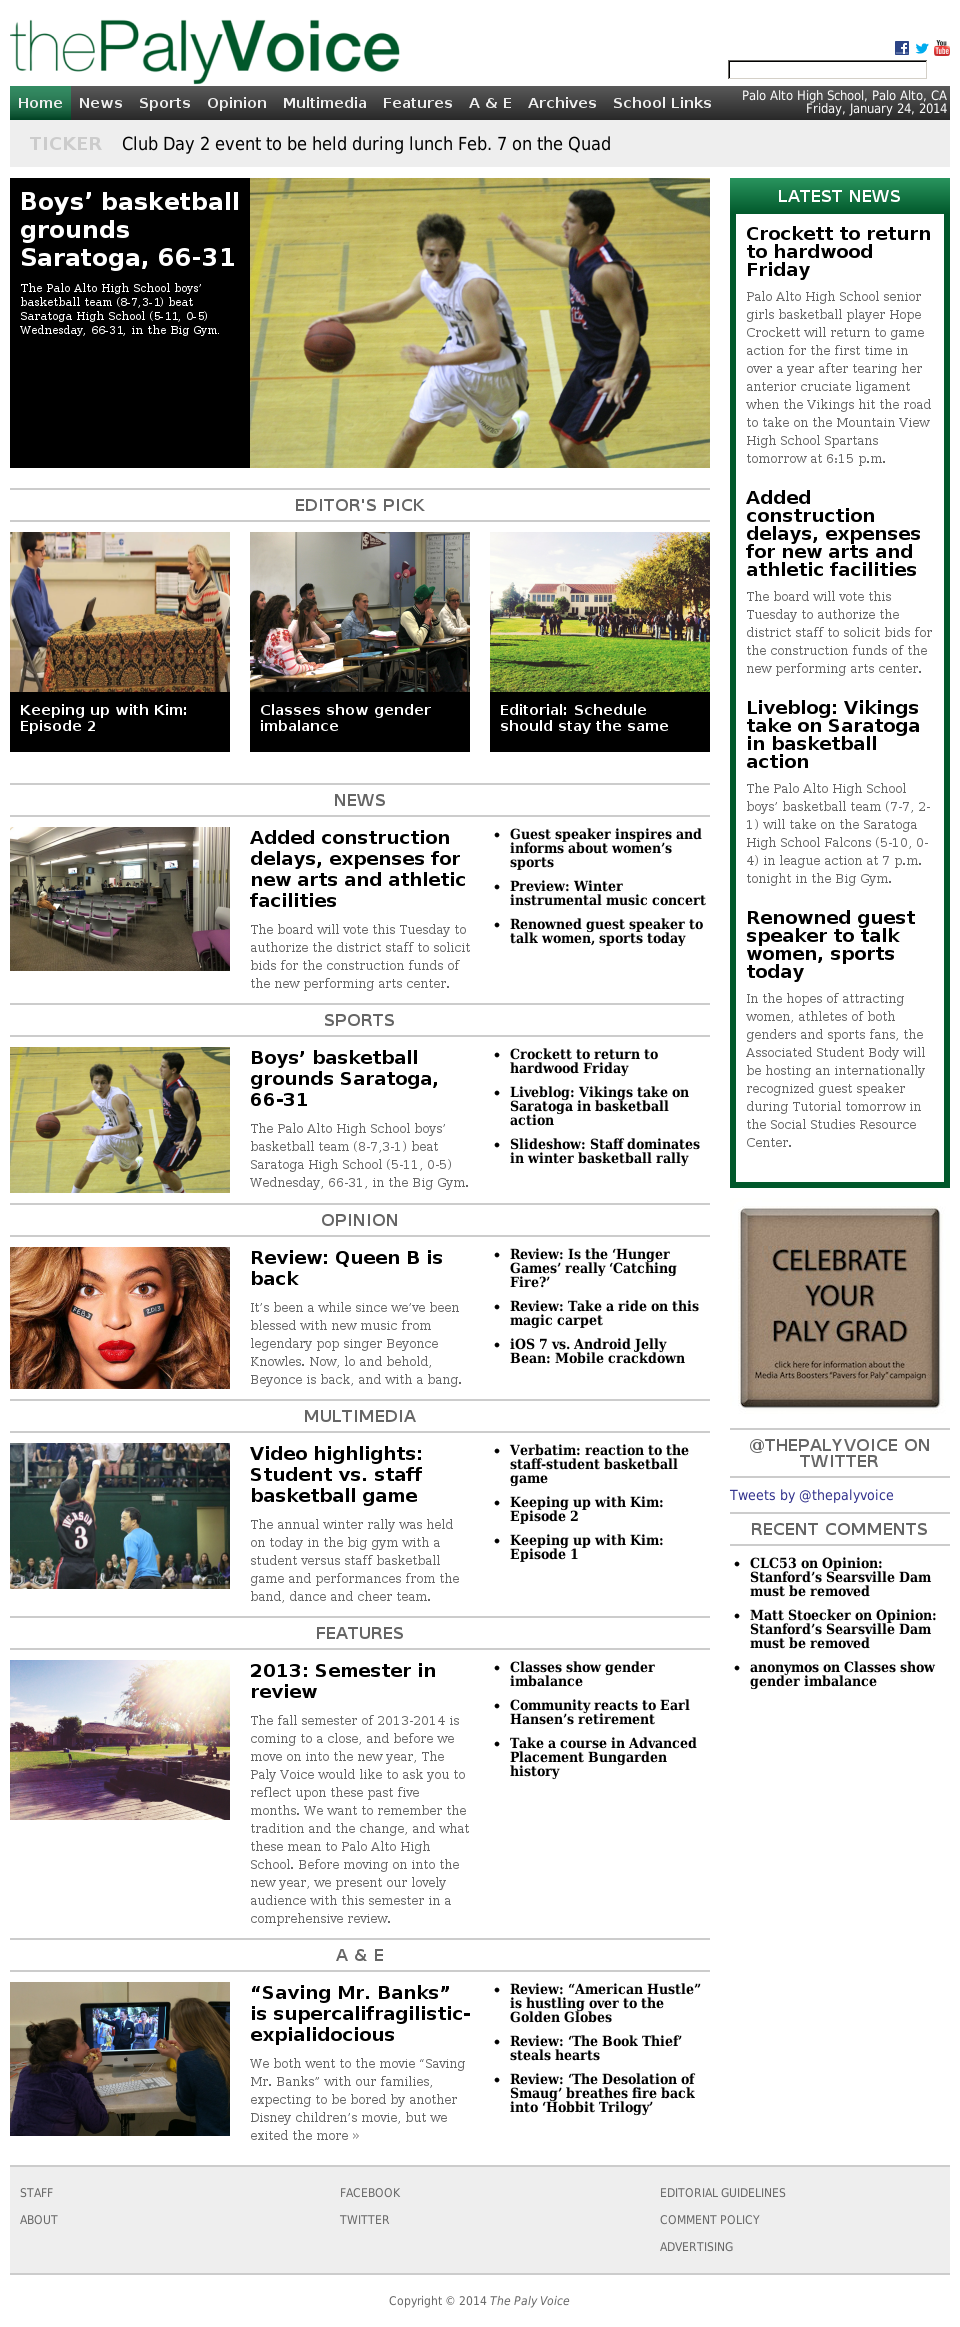 thePalyVoice
Home News Sports Opinion Multimedia Features A & E Archives School Links
Palo Alto High School, Palo Alto, CA
Friday, January 24, 2014
TICKER Club Day 2 event to be held during lunch Feb. 7 on the Quad
Boys’ basketball
grounds
Saratoga, 66-31
The Palo Alto High School boys’
basketball team (8-7,3-1) beat
Saratoga High School (5-11, 0-5)
Wednesday, 66-31, in the Big Gym.
EDITOR'S PICK
Keeping up with Kim:
Episode 2
Classes show gender
imbalance
Editorial: Schedule
should stay the same
NEWS
Added construction
delays, expenses for
new arts and athletic
facilities
The board will vote this Tuesday to
authorize the district staff to solicit
bids for the construction funds of
the new performing arts center.
• Guest speaker inspires and
informs about women’s
sports
• Preview: Winter
instrumental music concert
• Renowned guest speaker to
talk women, sports today
SPORTS
Boys’ basketball
grounds Saratoga,
66-31
The Palo Alto High School boys’
basketball team (8-7,3-1) beat
Saratoga High School (5-11, 0-5)
Wednesday, 66-31, in the Big Gym.
• Crockett to return to
hardwood Friday
• Liveblog: Vikings take on
Saratoga in basketball
action
• Slideshow: Staff dominates
in winter basketball rally
OPINION
Review: Queen B is
back
It’s been a while since we’ve been
blessed with new music from
legendary pop singer Beyonce
Knowles. Now, lo and behold,
Beyonce is back, and with a bang.
• Review: Is the ‘Hunger
Games’ really ‘Catching
Fire?’
• Review: Take a ride on this
magic carpet
• iOS 7 vs. Android Jelly
Bean: Mobile crackdown
MULTIMEDIA
Video highlights:
Student vs. staff
basketball game
The annual winter rally was held
on today in the big gym with a
student versus staff basketball
game and performances from the
band, dance and cheer team.
• Verbatim: reaction to the
staff-student basketball
game
• Keeping up with Kim:
Episode 2
• Keeping up with Kim:
Episode 1
FEATURES
2013: Semester in
review
The fall semester of 2013-2014 is
coming to a close, and before we
move on into the new year, The
Paly Voice would like to ask you to
reflect upon these past five
months. We want to remember the
tradition and the change, and what
these mean to Palo Alto High
School. Before moving on into the
new year, we present our lovely
audience with this semester in a
comprehensive review.
• Classes show gender
imbalance
• Community reacts to Earl
Hansen’s retirement
• Take a course in Advanced
Placement Bungarden
history
A & E
“Saving Mr. Banks”
is supercalifragilistic-
expialidocious
We both went to the movie “Saving
Mr. Banks” with our families,
expecting to be bored by another
Disney children’s movie, but we
exited the more »
• Review: “American Hustle”
is hustling over to the
Golden Globes
• Review: ‘The Book Thief’
steals hearts
• Review: ‘The Desolation of
Smaug’ breathes fire back
into ‘Hobbit Trilogy’
LATEST NEWS
Crockett to return
to hardwood
Friday
Palo Alto High School senior
girls basketball player Hope
Crockett will return to game
action for the first time in
over a year after tearing her
anterior cruciate ligament
when the Vikings hit the road
to take on the Mountain View
High School Spartans
tomorrow at 6:15 p.m.
Added
construction
delays, expenses
for new arts and
athletic facilities
The board will vote this
Tuesday to authorize the
district staff to solicit bids for
the construction funds of the
new performing arts center.
Liveblog: Vikings
take on Saratoga
in basketball
action
The Palo Alto High School
boys’ basketball team (7-7, 2-
1) will take on the Saratoga
High School Falcons (5-10, 0-
4) in league action at 7 p.m.
tonight in the Big Gym.
Renowned guest
speaker to talk
women, sports
today
In the hopes of attracting
women, athletes of both
genders and sports fans, the
Associated Student Body will
be hosting an internationally
recognized guest speaker
during Tutorial tomorrow in
the Social Studies Resource
Center.
CELEBRATE
YOUR
PALY GRAD
click here for information about the
Media Arts Boosters "Pavers for Paly" campaign
@THEPALYVOICE ON
TWITTER
Tweets by @thepalyvoice
RECENT COMMENTS
• CLC53 on Opinion:
Stanford’s Searsville Dam
must be removed
• Matt Stoecker on Opinion:
Stanford’s Searsville Dam
must be removed
• anonymos on Classes show
gender imbalance
STAFF
ABOUT
FACEBOOK
TWITTER
EDITORIAL GUIDELINES
COMMENT POLICY
ADVERTISING
Copyright © 2014 The Paly Voice